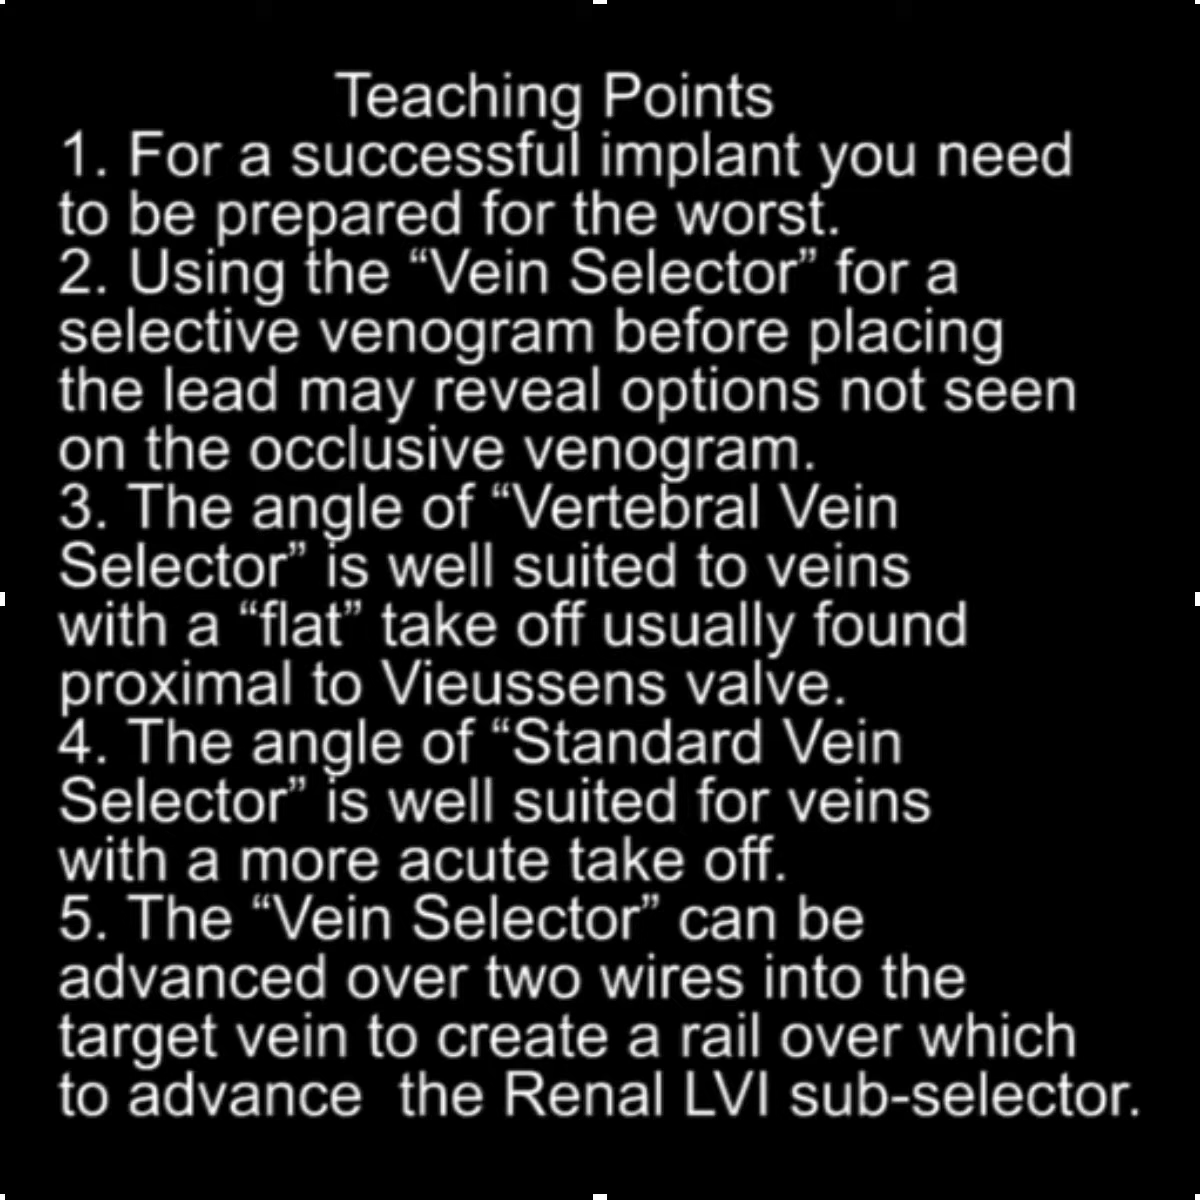 Teaching Points
1. For a successful implant you need
to be prepared for the worst.
2. Using the “Vein Selector” for a
selective venogram before placing
the lead may reveal options not seen
on the occlusive venogram.
3. The angle of “Vertebral Vein
Selector” is well suited to veins
with a “flat” take off usually found
proximal to Vieussens valve.
4. The angle of “Standard Vein
Selector” is well suited for veins
with a more acute take off.
5. The “Vein Selector” can be
advanced over two wires into the
target vein to create a rail over which
to advance  the Renal LVI sub-selector.